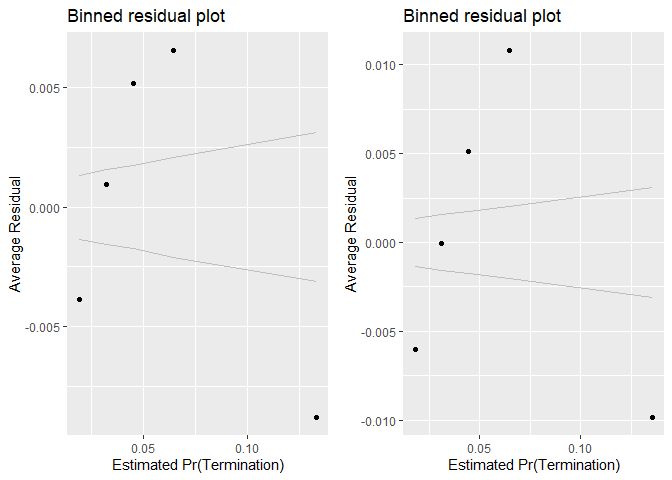 Binned residual plot
Average Residual
0.005
0.000
-0.005
0.05
0.10
Estimated Pr(Termination)
Binned residual plot
Average Residual
0.010
0.005
0.000
-0.005
-0.010
0.05
0.10
Estimated Pr(Termination)